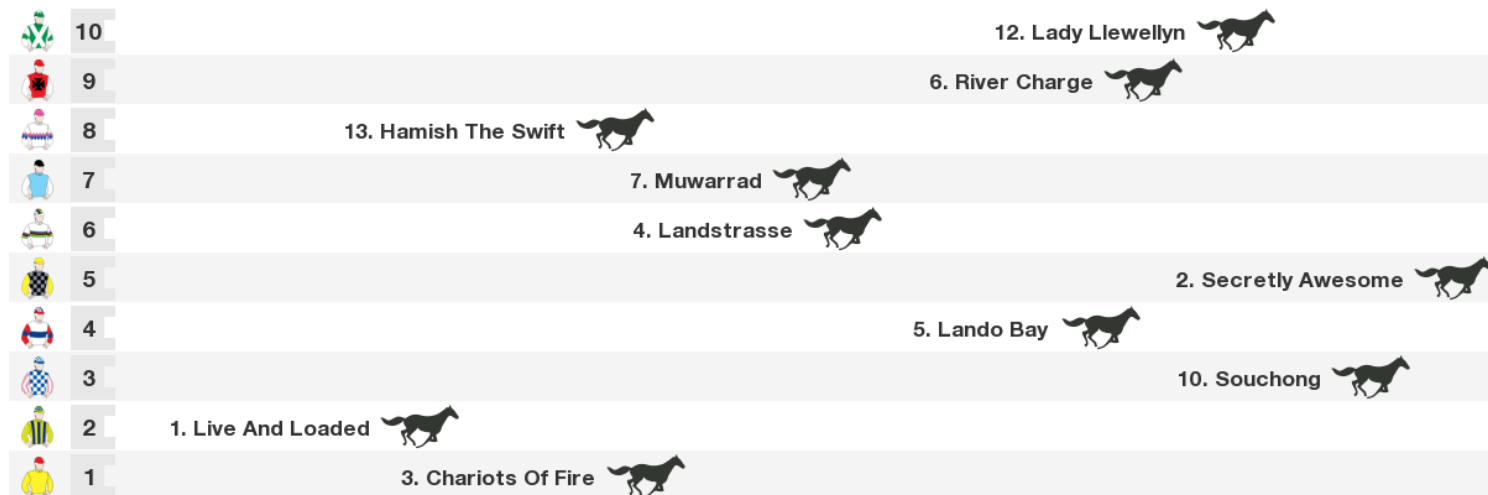 10 12. Lady Llewellyn
9 6. River Charge
8 13. Hamish The Swift
7 7. Muwarrad
6 4. Landstrasse
5 2. Secretly Awesome
4 5. Lando Bay
3 10. Souchong
2 1. Live And Loaded
1 3. Chariots Of Fire